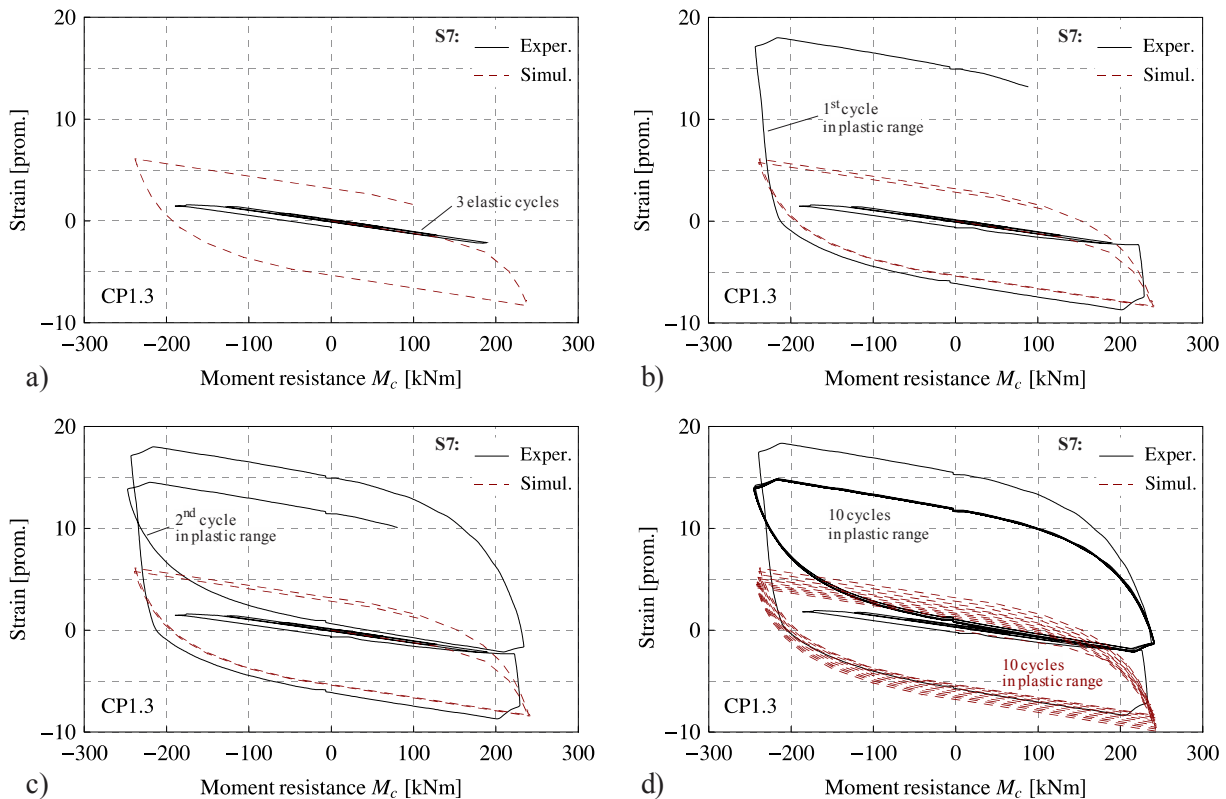 20
10
0
−10
Strain [prom.]
S7:
Exper.
Simul.
3 elastic cycles
CP1.3
−300
−200
−100
0
100
200
300
a)
Moment resistance Mc [kNm]
20
10
0
−10
Strain [prom.]
S7:
Exper.
Simul.
1st cycle
in plastic range
CP1.3
−300
−200
−100
0
100
200
300
b)
Moment resistance Mc [kNm]
20
10
0
−10
Strain [prom.]
S7:
Exper.
Simul.
2nd cycle
in plastic range
CP1.3
−300
−200
−100
0
100
200
300
c)
Moment resistance Mc [kNm]
20
10
0
−10
Strain [prom.]
S7:
Exper.
Simul.
10 cycles
in plastic range
10 cycles
in plastic range
CP1.3
−300
−200
−100
0
100
200
300
d)
Moment resistance Mc [kNm]